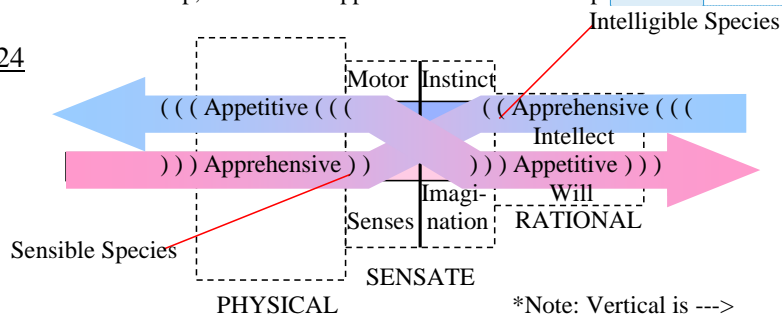 Intelligible Species
24
Motor Instinct
( ( ( Appetitive ( ( ( ( ( Apprehensive ( ( (
Intellect
) ) ) Apprehensive ) ) ) ) ) Appetitive ) ) )
Will
Imagi-
nation
Senses
RATIONAL
Sensible Species
SENSATE
PHYSICAL
*Note: Vertical is --->